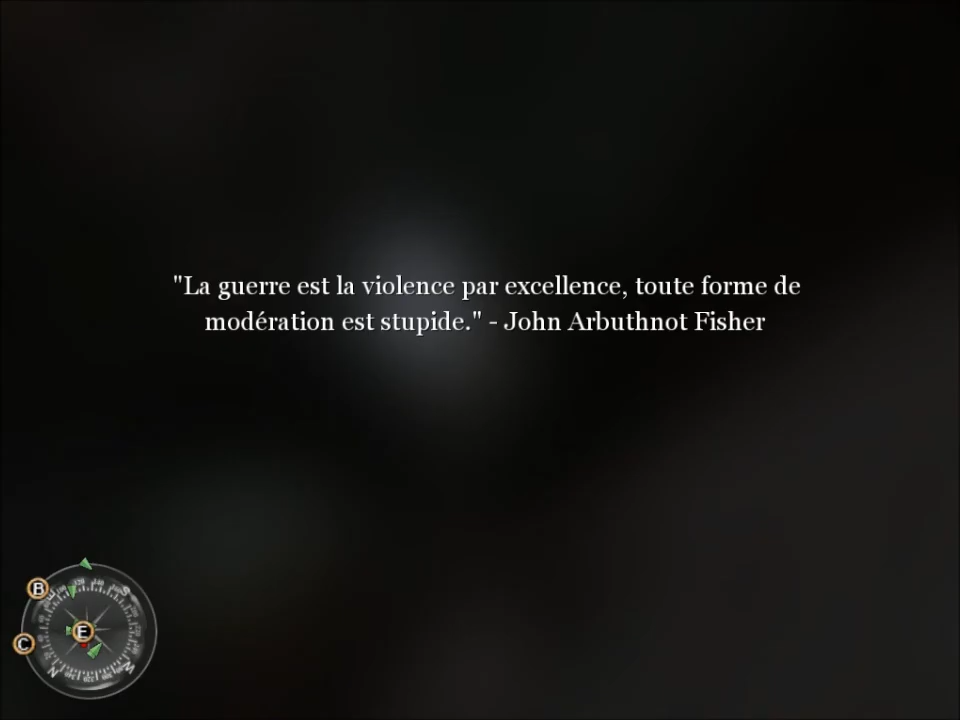 "La guerre est la violence par excellence, toute forme de
modération est stupide." - John Arbuthnot Fisher
B
E
C
S
N
W